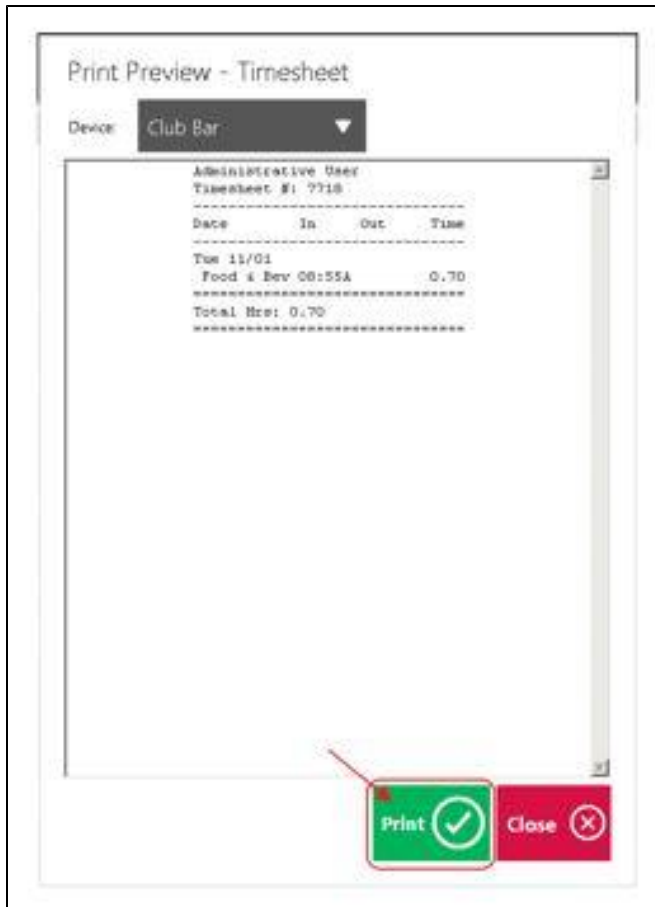 Print Preview - Timesheet
Device: Club Bar
Administrative User
Timesheet #: 7718
--------------------------------
Date In Out Time
--------------------------------
Tue 11/01
Food & Bev 08:55A 0.70
================================
Total Hrs: 0.70
================================
Print Close